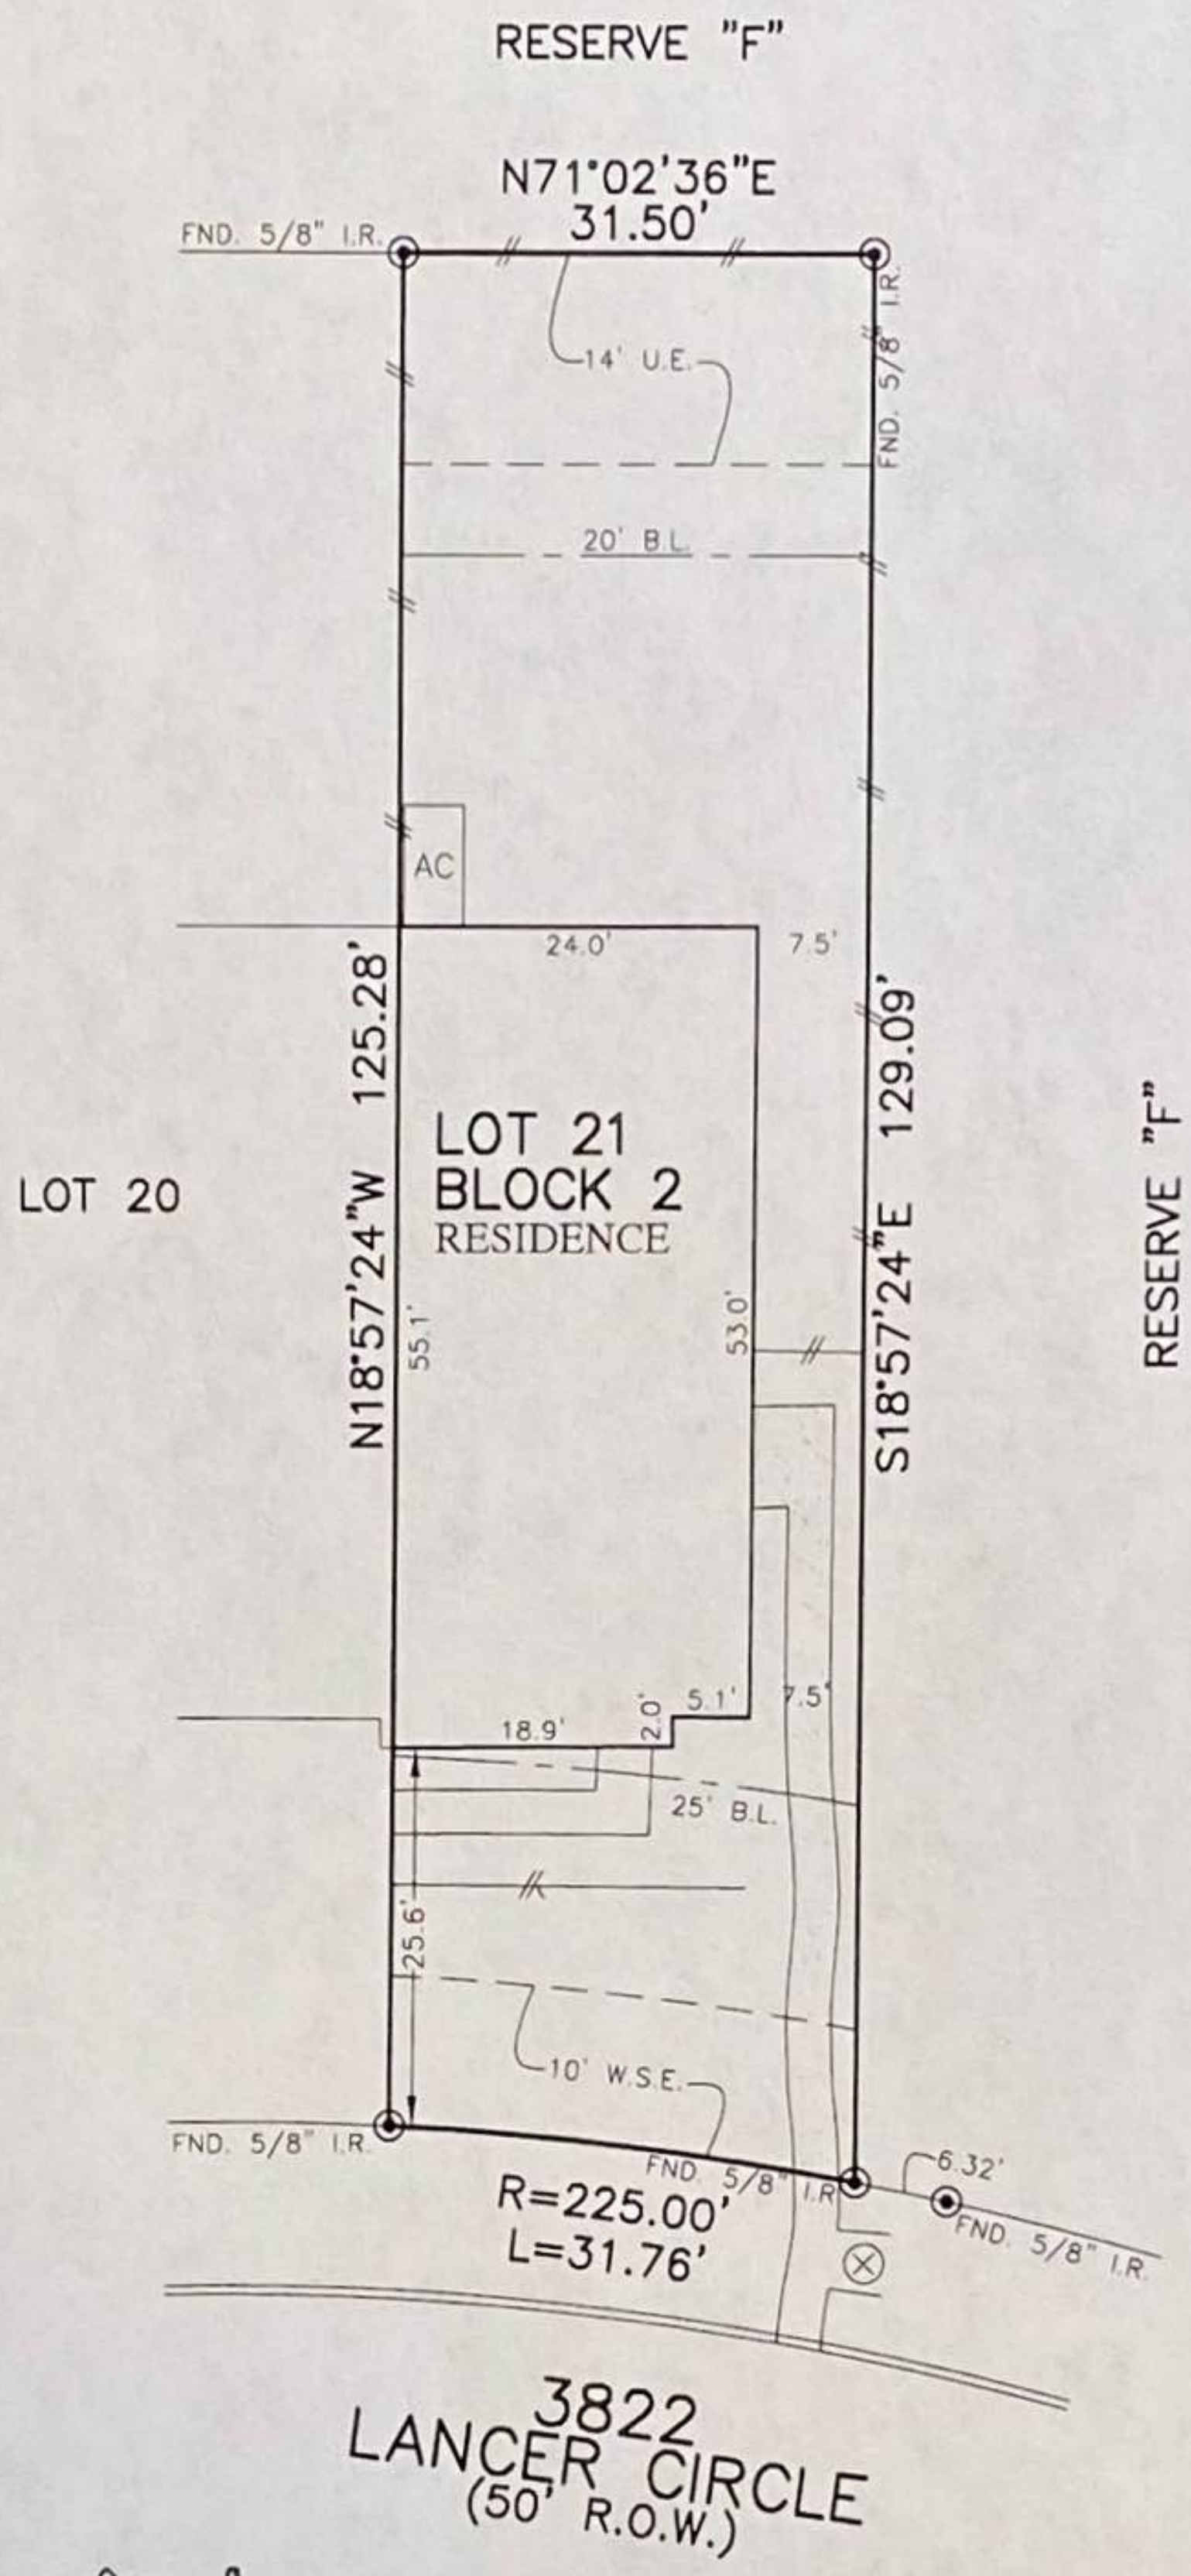 RESERVE "F"
N71°02'36"E
31.50'
FND. 5/8" I.R.
FND. 5/8" I.R.
14' U.E.
20' B.L.
AC
24.0'
7.5'
N18°57'24"W 125.28'
S18°57'24"E 129.09'
LOT 21
BLOCK 2
RESIDENCE
LOT 20
RESERVE "F"
55.1'
53.0'
18.9'
2.0'
5.1'
7.5'
25' B.L.
25.6'
10' W.S.E.
FND. 5/8" I.R.
FND. 5/8" I.R.
6.32'
FND. 5/8" I.R.
R=225.00'
L=31.76'
3822
LANCER CIRCLE
(50' R.O.W.)